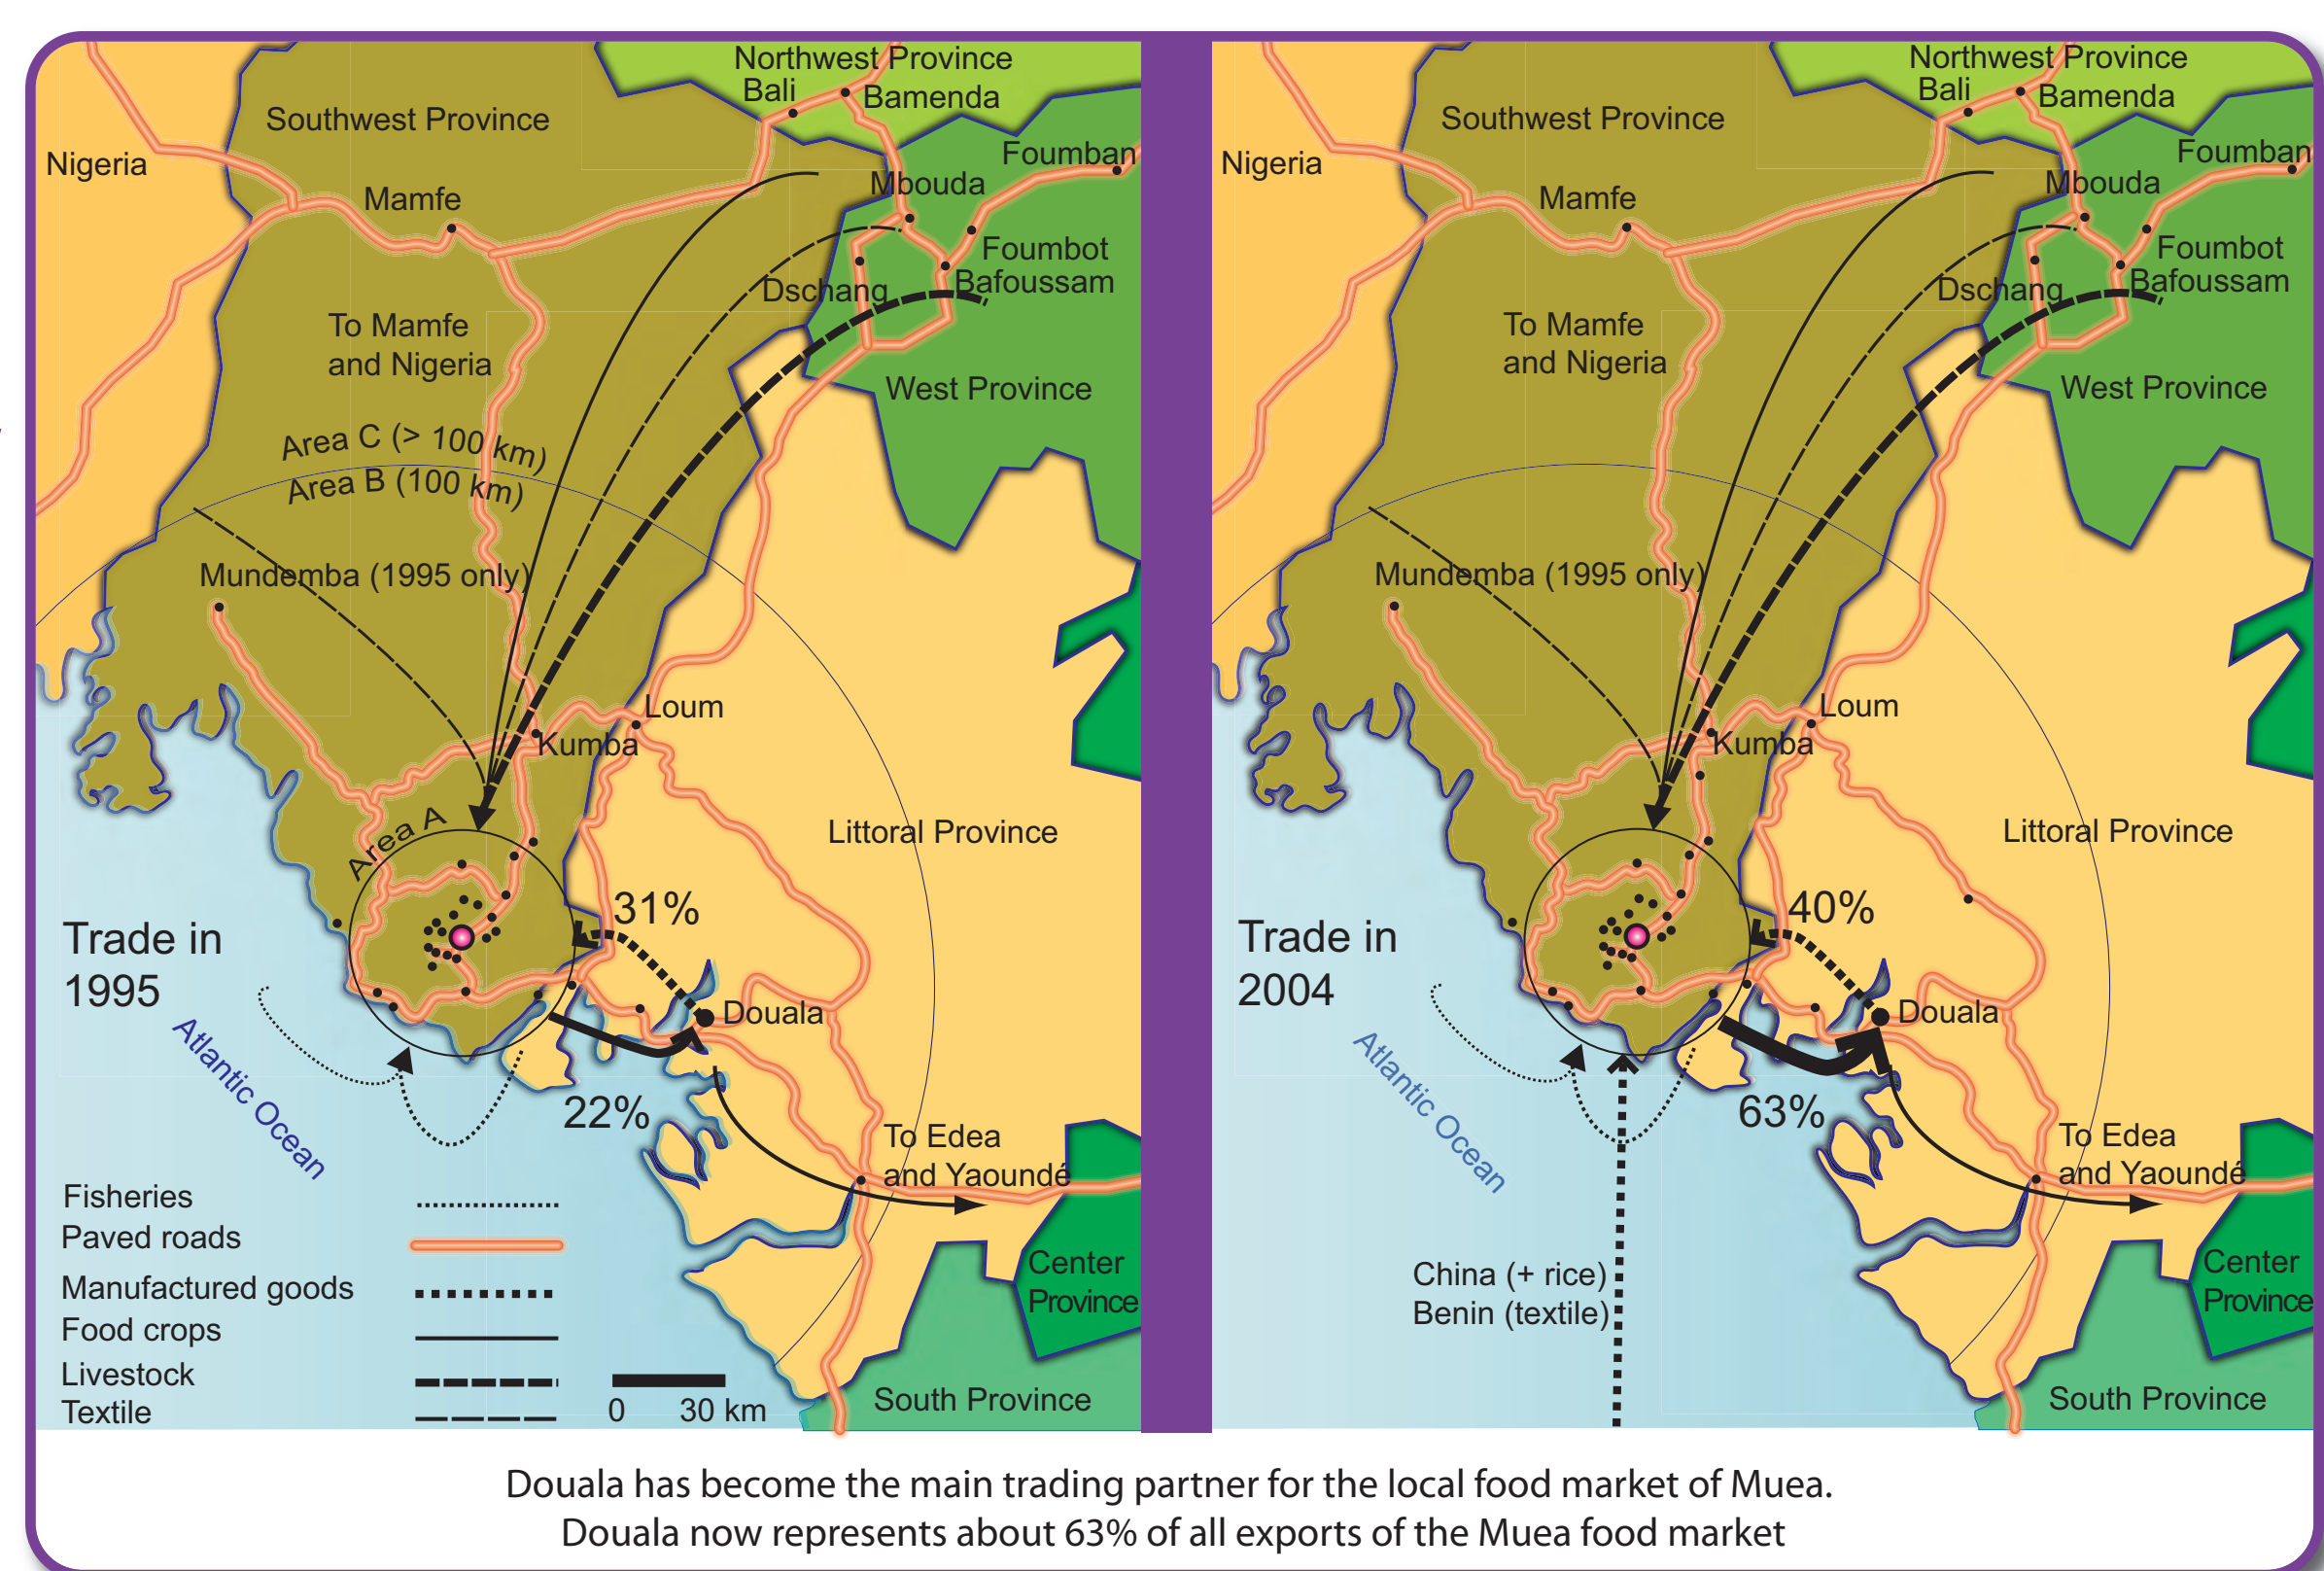 Northwest Province
Bali
Bamenda
Southwest Province
Nigeria
Foumban
Mbouda
Mamfe
Foumbot
Bafoussam
Dschang
To Mamfe
and Nigeria
West Province
Area C (> 100 km)
Area B (100 km)
Mundemba (1995 only)
Loum
Kumba
Area A
Littoral Province
31%
Trade in
1995
Douala
Atlantic Ocean
22%
To Edea
and Yaoundé
Fisheries
Paved roads
Manufactured goods
Food crops
Livestock
Textile
0 30 km
Center
Province
South Province
Northwest Province
Bali
Bamenda
Southwest Province
Nigeria
Foumban
Mbouda
Mamfe
Foumbot
Bafoussam
Dschang
To Mamfe
and Nigeria
West Province
Mundemba (1995 only)
Loum
Kumba
Littoral Province
40%
Trade in
2004
Douala
Atlantic Ocean
63%
To Edea
and Yaoundé
China (+ rice)
Benin (textile)
Center
Province
South Province
Douala has become the main trading partner for the local food market of Muea.
Douala now represents about 63% of all exports of the Muea food market